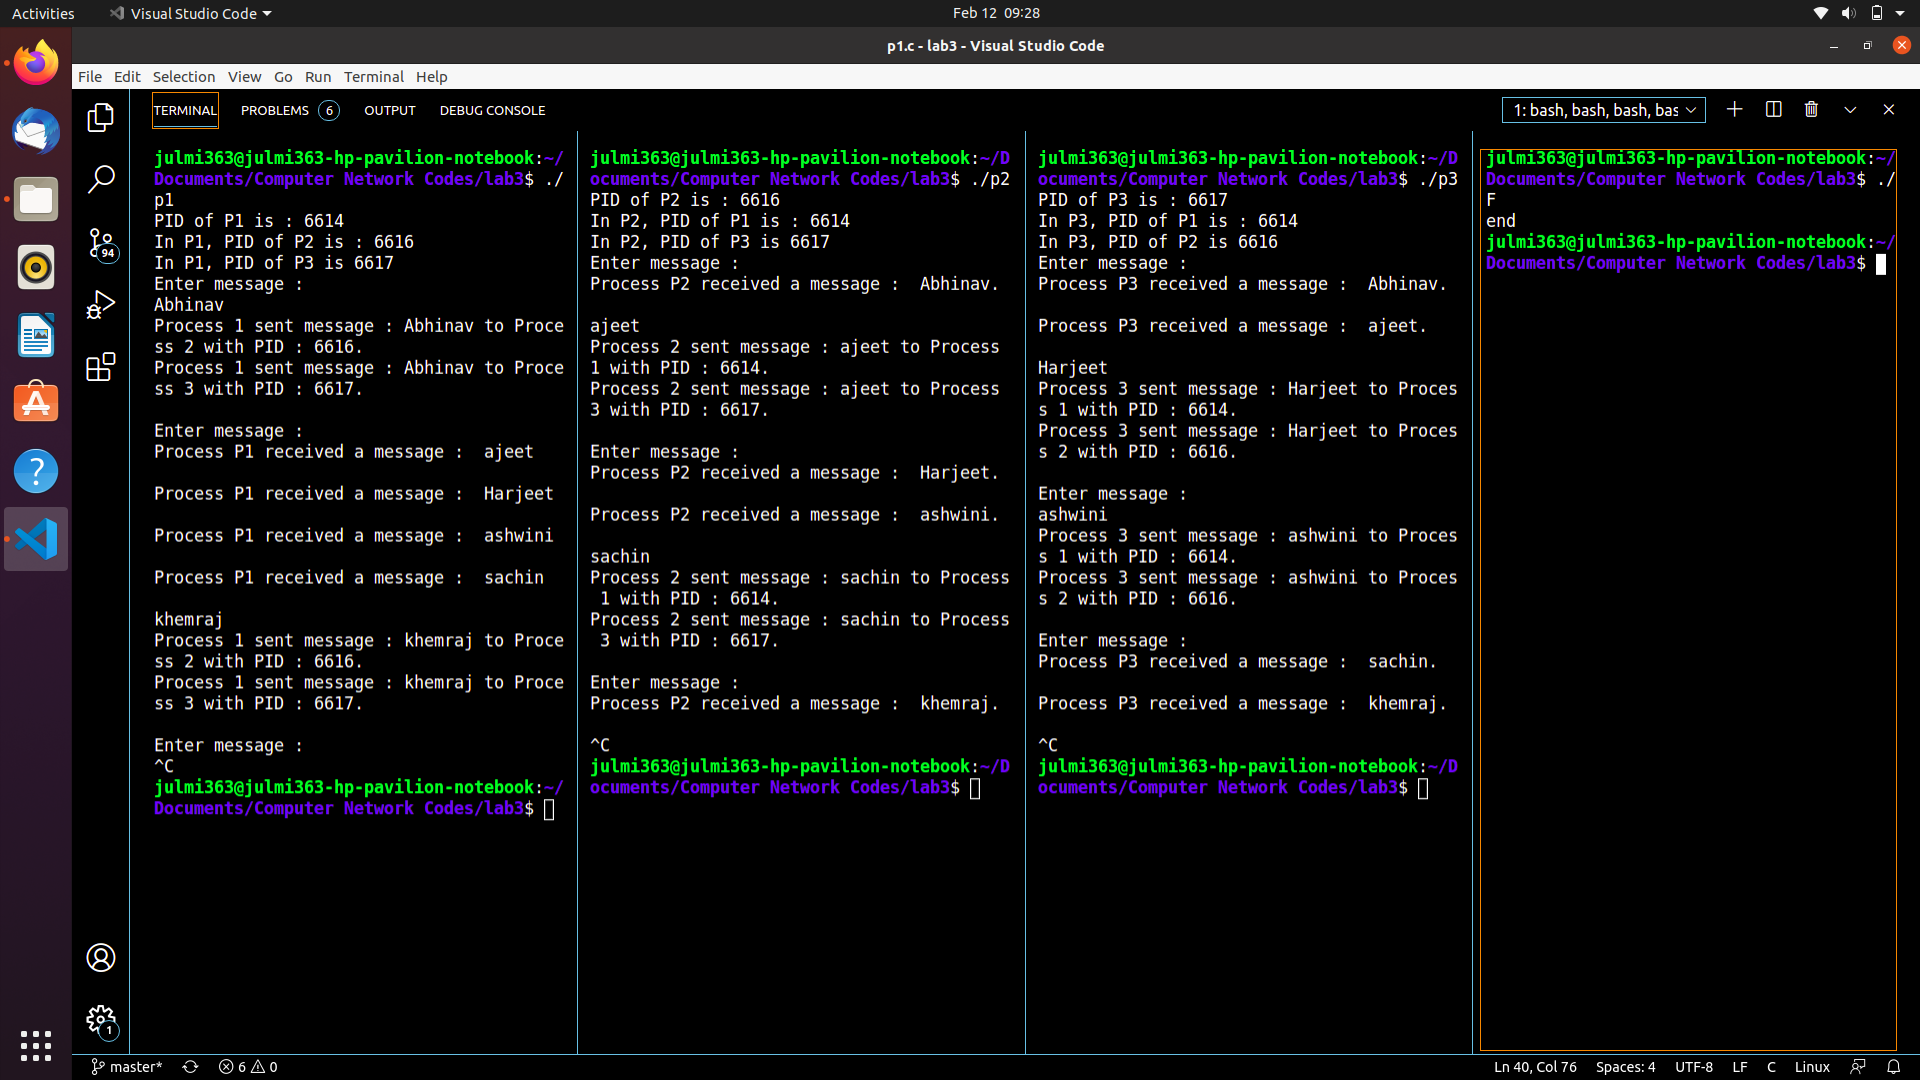 Activities
Visual Studio Code
Feb 12 09:28
p1.c - lab3 - Visual Studio Code
File Edit Selection View Go Run Terminal Help
TERMINAL PROBLEMS 6 OUTPUT DEBUG CONSOLE
1: bash, bash, bash, bas
94
1
julmi363@julmi363-hp-pavilion-notebook:~/
Documents/Computer Network Codes/lab3$ ./
p1
PID of P1 is : 6614
In P1, PID of P2 is : 6616
In P1, PID of P3 is 6617
Enter message :
Abhinav
Process 1 sent message : Abhinav to Proce
ss 2 with PID : 6616.
Process 1 sent message : Abhinav to Proce
ss 3 with PID : 6617.
Enter message :
Process P1 received a message :  ajeet
Process P1 received a message :  Harjeet
Process P1 received a message :  ashwini
Process P1 received a message :  sachin
khemraj
Process 1 sent message : khemraj to Proce
ss 2 with PID : 6616.
Process 1 sent message : khemraj to Proce
ss 3 with PID : 6617.
Enter message :
^C
julmi363@julmi363-hp-pavilion-notebook:~/
Documents/Computer Network Codes/lab3$
julmi363@julmi363-hp-pavilion-notebook:~/D
ocuments/Computer Network Codes/lab3$ ./p2
PID of P2 is : 6616
In P2, PID of P1 is : 6614
In P2, PID of P3 is 6617
Enter message :
Process P2 received a message :  Abhinav.
ajeet
Process 2 sent message : ajeet to Process
1 with PID : 6614.
Process 2 sent message : ajeet to Process
3 with PID : 6617.
Enter message :
Process P2 received a message :  Harjeet.
Process P2 received a message :  ashwini.
sachin
Process 2 sent message : sachin to Process
 1 with PID : 6614.
Process 2 sent message : sachin to Process
 3 with PID : 6617.
Enter message :
Process P2 received a message :  khemraj.
^C
julmi363@julmi363-hp-pavilion-notebook:~/D
ocuments/Computer Network Codes/lab3$
julmi363@julmi363-hp-pavilion-notebook:~/D
ocuments/Computer Network Codes/lab3$ ./p3
PID of P3 is : 6617
In P3, PID of P1 is : 6614
In P3, PID of P2 is 6616
Enter message :
Process P3 received a message :  Abhinav.
Process P3 received a message :  ajeet.
Harjeet
Process 3 sent message : Harjeet to Proces
s 1 with PID : 6614.
Process 3 sent message : Harjeet to Proces
s 2 with PID : 6616.
Enter message :
ashwini
Process 3 sent message : ashwini to Proces
s 1 with PID : 6614.
Process 3 sent message : ashwini to Proces
s 2 with PID : 6616.
Enter message :
Process P3 received a message :  sachin.
Process P3 received a message :  khemraj.
^C
julmi363@julmi363-hp-pavilion-notebook:~/D
ocuments/Computer Network Codes/lab3$
julmi363@julmi363-hp-pavilion-notebook:~/
Documents/Computer Network Codes/lab3$ ./
F
end
julmi363@julmi363-hp-pavilion-notebook:~/
Documents/Computer Network Codes/lab3$
master* 6 0 Ln 40, Col 76 Spaces: 4 UTF-8 LF C Linux